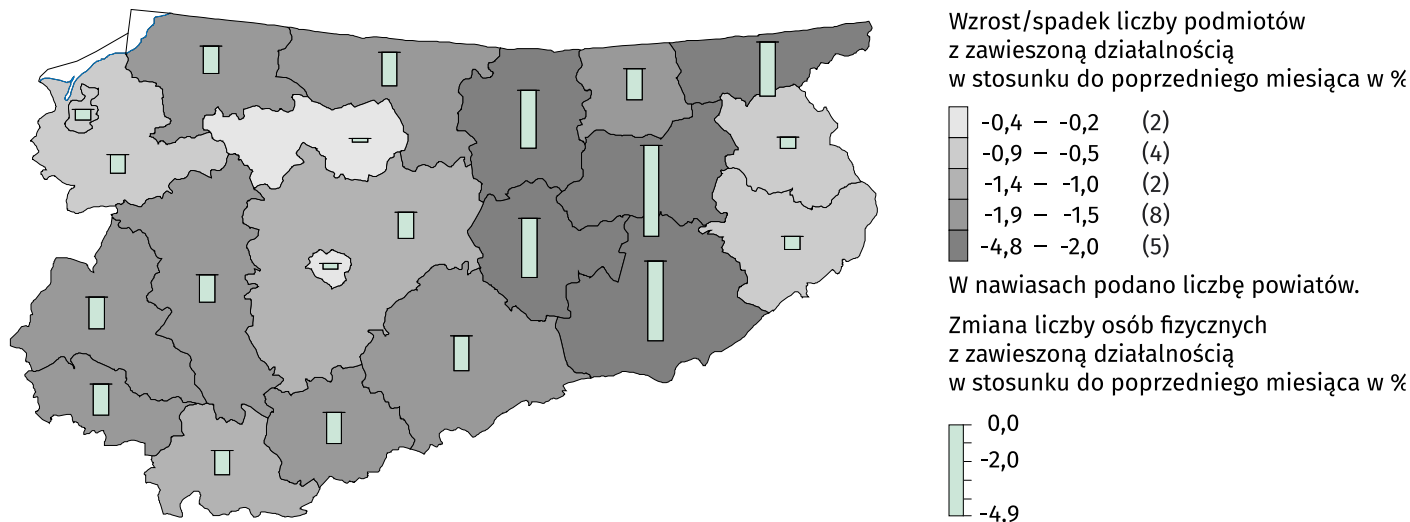 Wzrost/spadek liczby podmiotów
z zawieszoną działalnością
w stosunku do poprzedniego miesiąca w %
-0,4 – -0,2 (2)
-0,9 – -0,5 (4)
-1,4 – -1,0 (2)
-1,9 – -1,5 (8)
-4,8 – -2,0 (5)
W nawiasach podano liczbę powiatów.
Zmiana liczby osób fizycznych
z zawieszoną działalnością
w stosunku do poprzedniego miesiąca w %
0,0
-2,0
-4,9